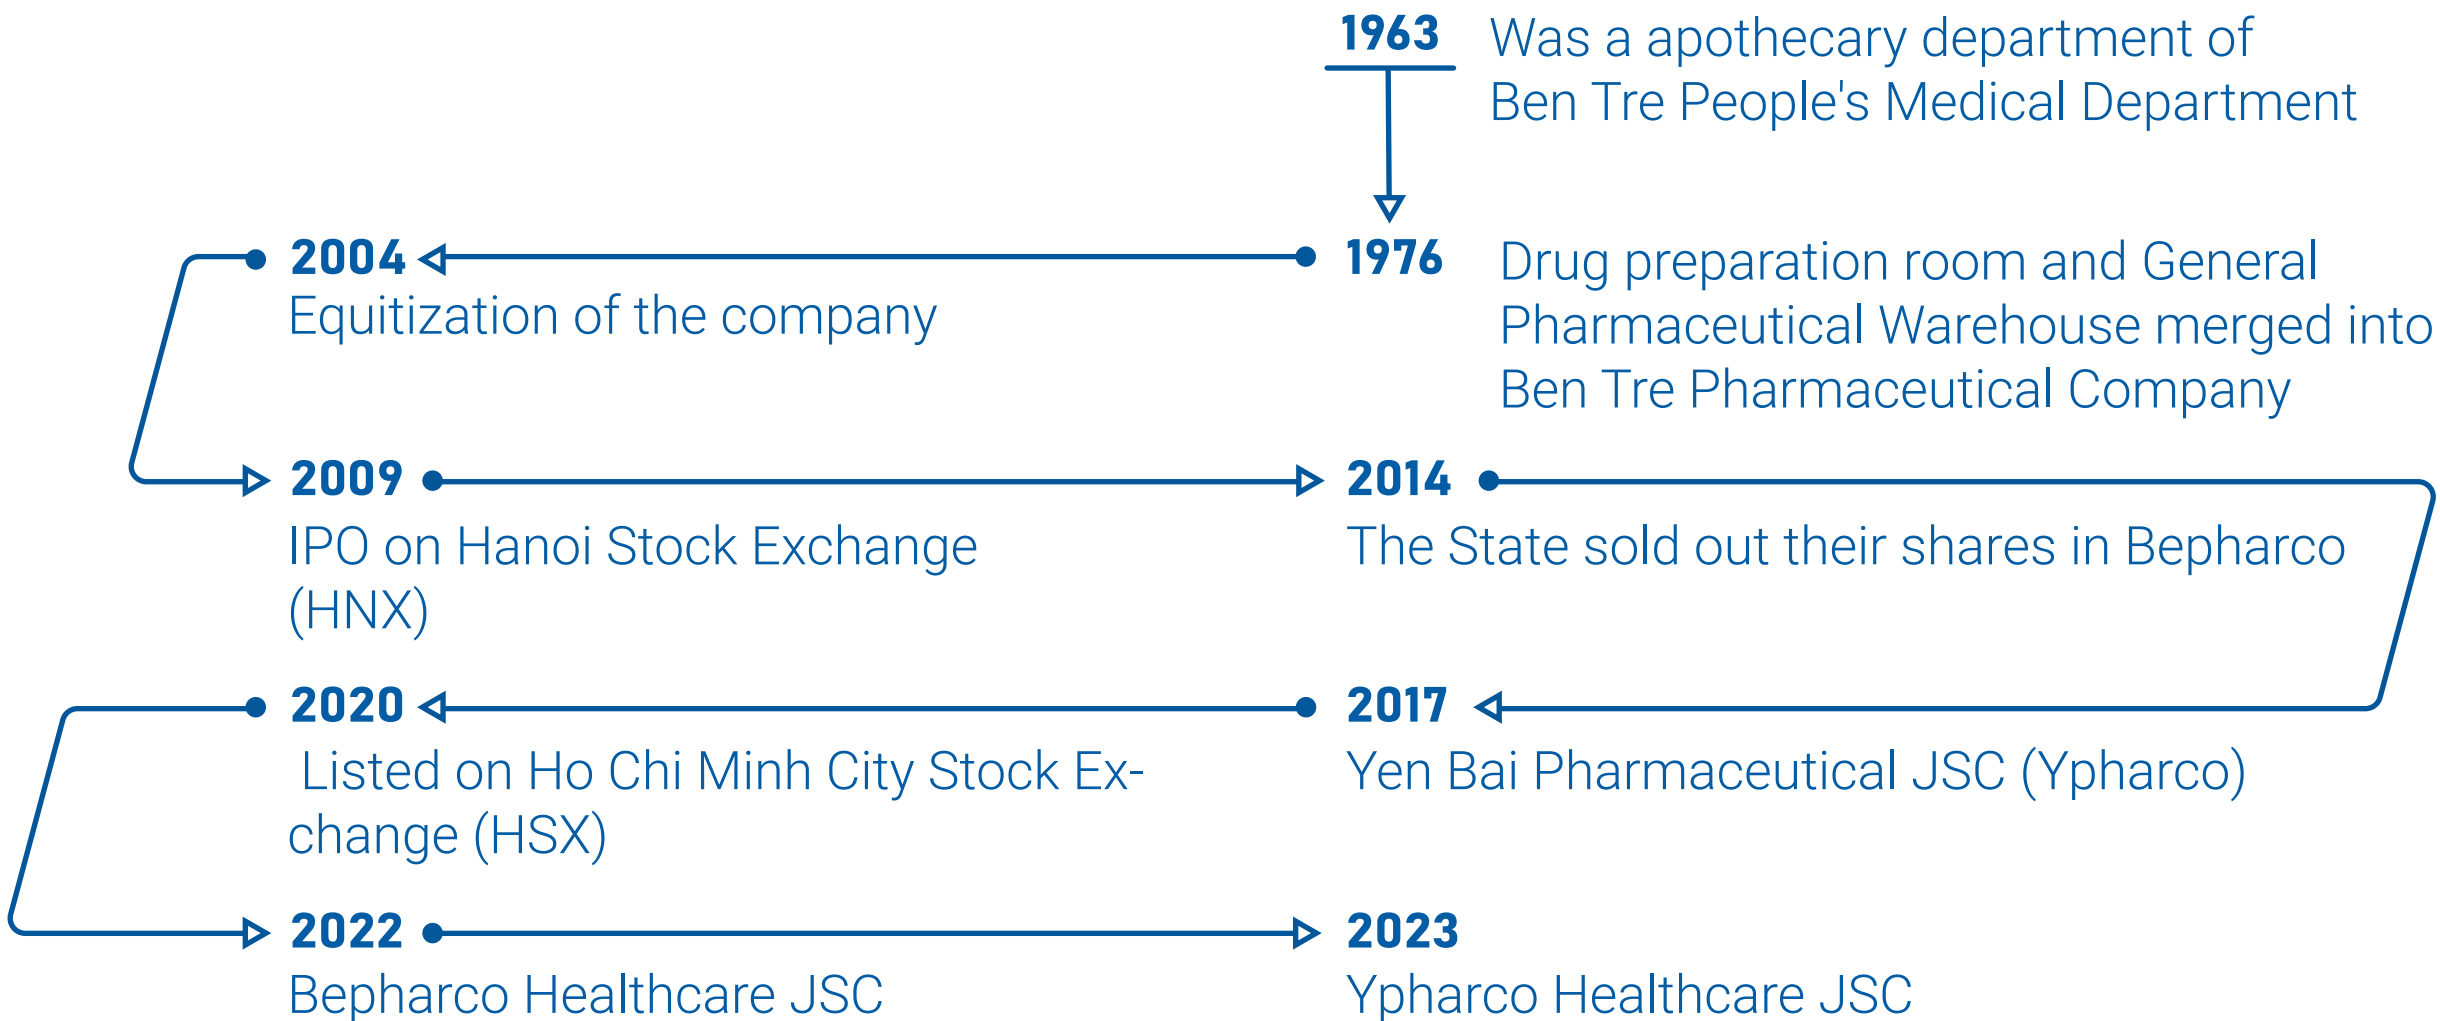 1963
Was a apothecary department of
Ben Tre People's Medical Department
1976
Drug preparation room and General
Pharmaceutical Warehouse merged into
Ben Tre Pharmaceutical Company
2004
Equitization of the company
2009
IPO on Hanoi Stock Exchange
(HNX)
2014
The State sold out their shares in Bepharco
2017
Yen Bai Pharmaceutical JSC (Ypharco)
2020
Listed on Ho Chi Minh City Stock Ex-
change (HSX)
2022
Bepharco Healthcare JSC
2023
Ypharco Healthcare JSC